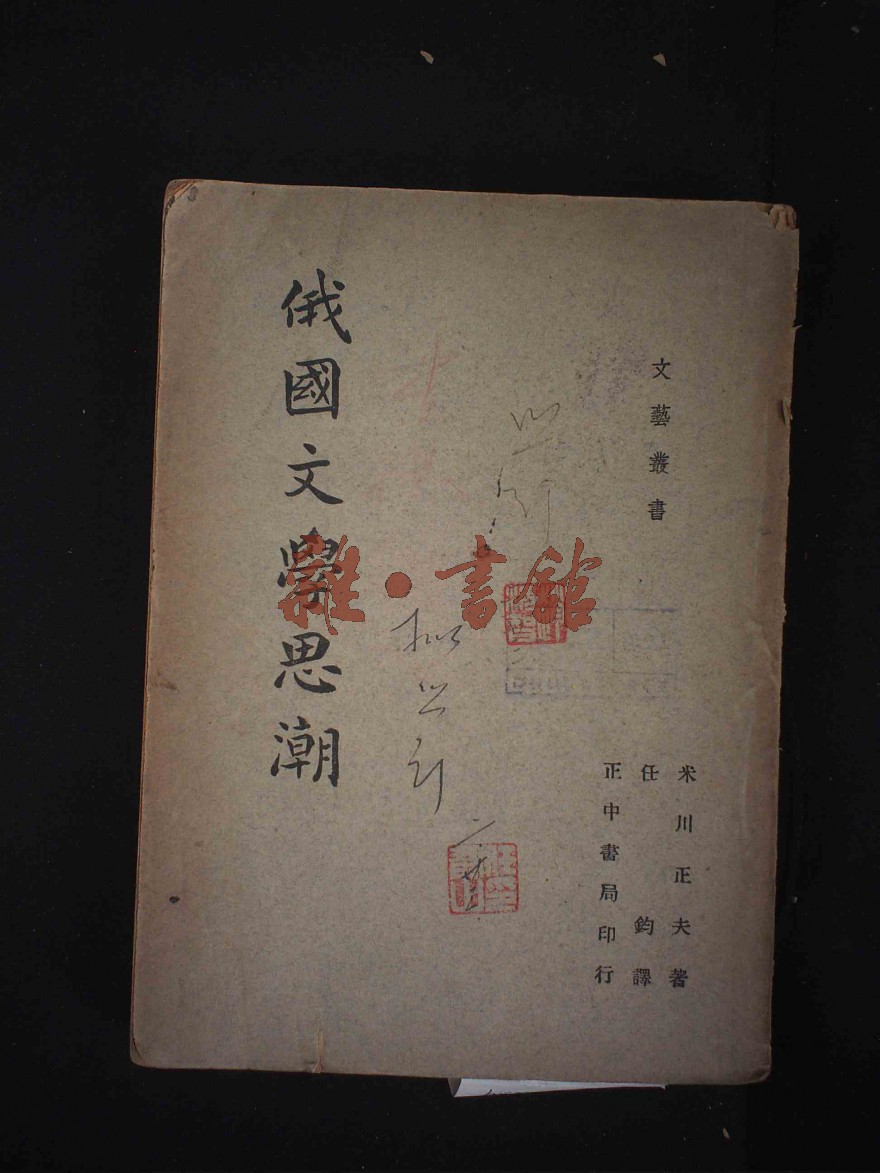 文藝叢書
俄國文學思潮
米川正夫著
任鈞譯
正中書局印行
雜·書館